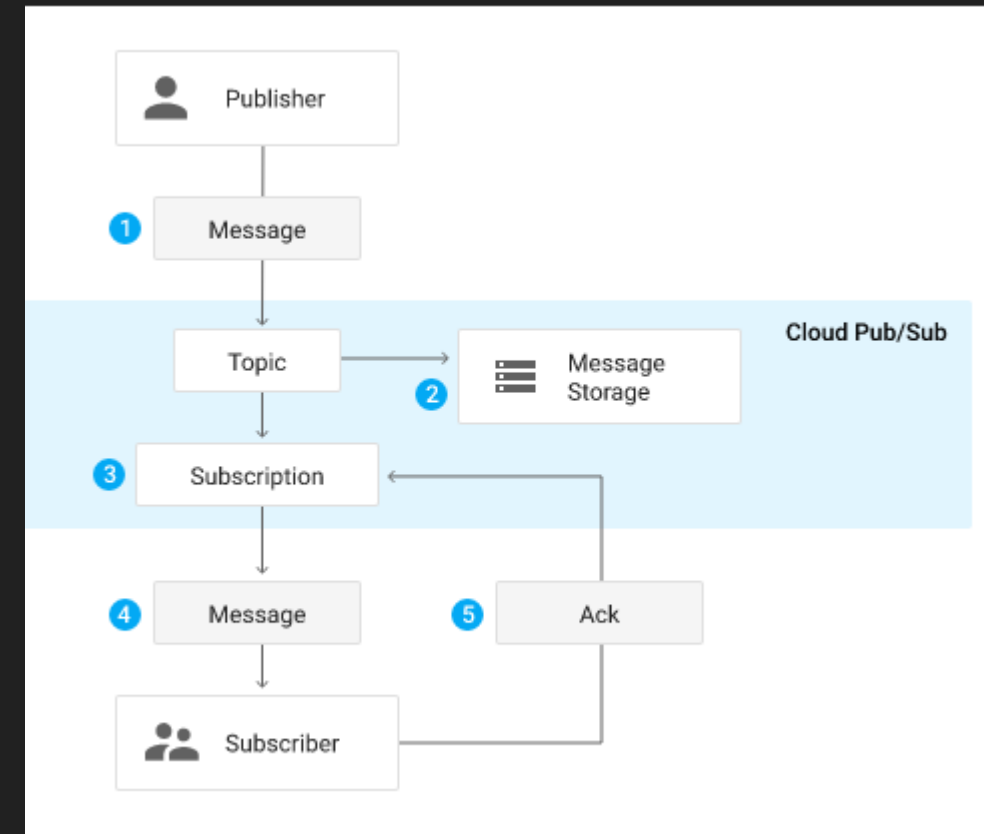 Publisher
1
Message
Cloud Pub/Sub
Topic
Message
Storage
2
3
Subscription
4
Message
5
Ack
Subscriber